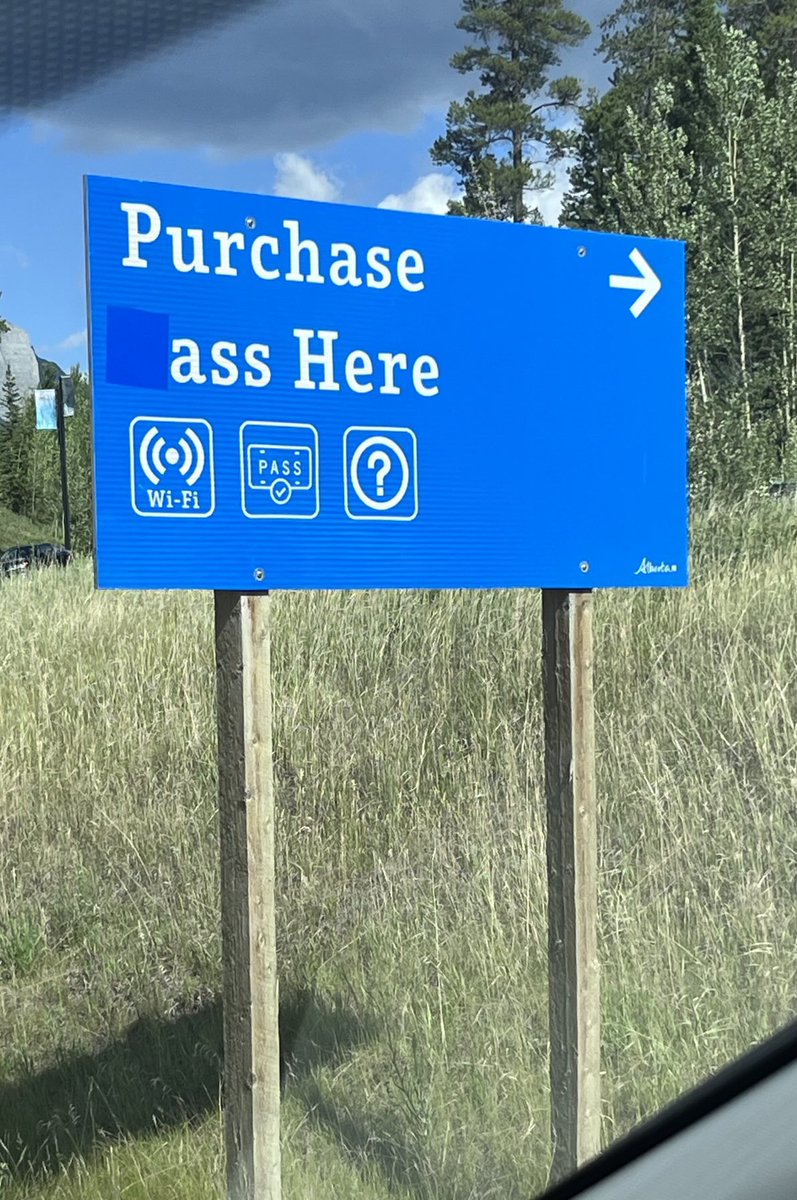 Purchase
ass Here
Wi-Fi
PASS
?
Alberta